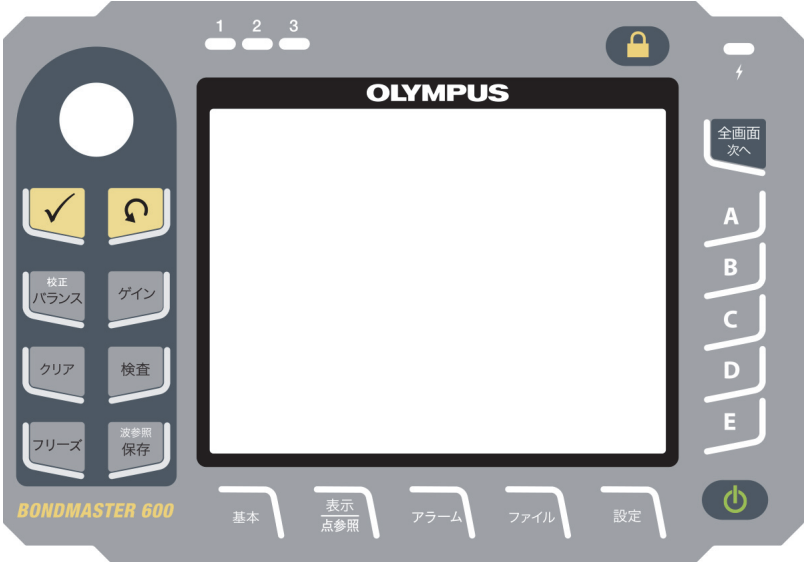 1 2 3
OLYMPUS
全画面
次へ
A
B
C
D
E
校正
バランス
ゲイン
クリア
検査
フリーズ
波参照
保存
BONDMASTER 600
基本
表示
点参照
アラーム
ファイル
設定